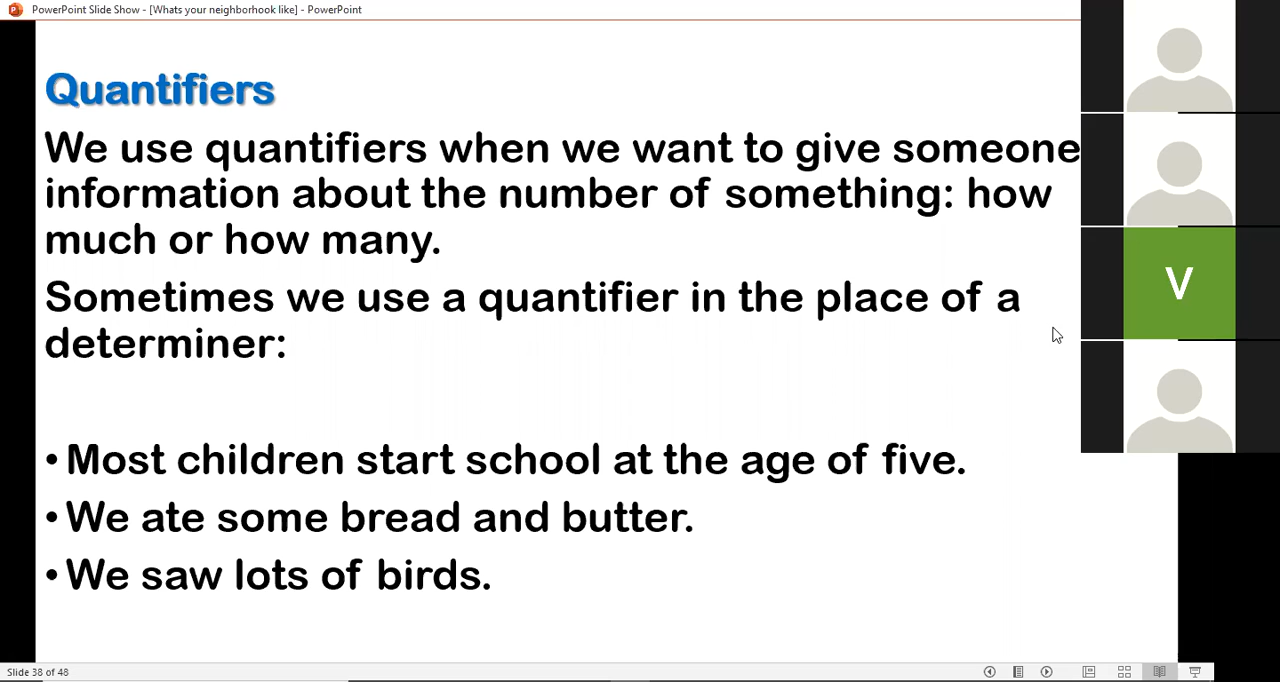 PowerPoint Slide Show - [Whats your neighborhook like] - PowerPoint
Quantifiers
We use quantifiers when we want to give someone
information about the number of something: how
much or how many.
Sometimes we use a quantifier in the place of a
determiner:
• Most children start school at the age of five.
• We ate some bread and butter.
• We saw lots of birds.
V
Slide 38 of 48